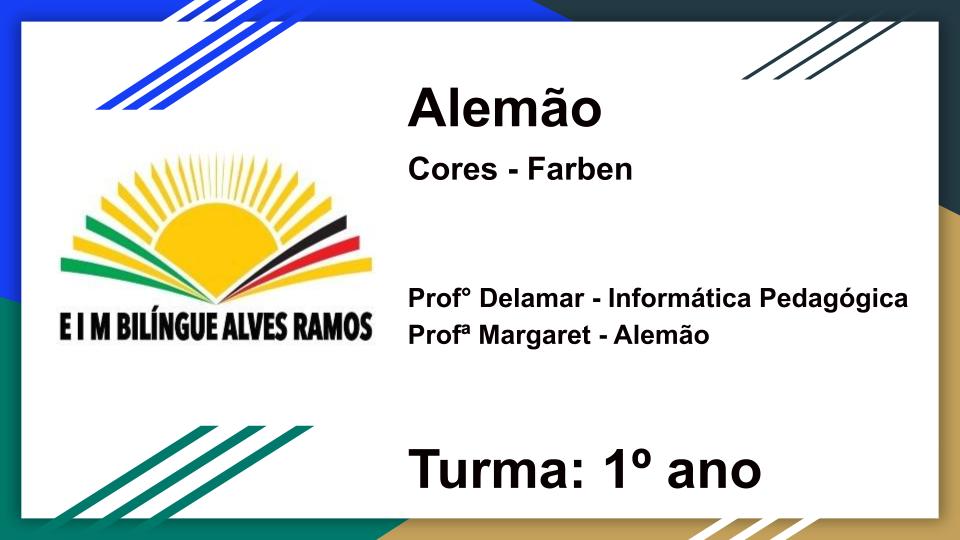 Alemão
Cores - Farben
E I M BILÍNGUE ALVES RAMOS
Prof° Delamar - Informática Pedagógica
Profª Margaret - Alemão
Turma: 1º ano